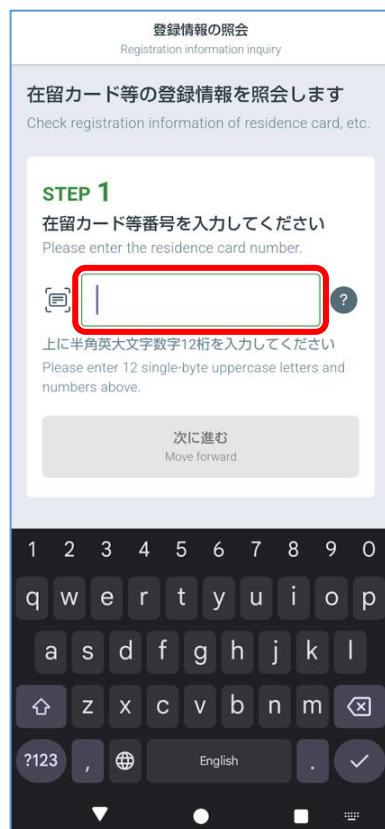 登録情報の照会
Registration information inquiry
在留カード等の登録情報を照会します
Check registration information of residence card, etc.
STEP 1
在留カード等番号を入力してください
Please enter the residence card number.
?
上に半角英大文字数字12桁を入力してください
Please enter 12 single-byte uppercase letters and
numbers above.
次に進む
Move forward
1 2 3 4 5 6 7 8 9 0
q w e r t y u i o p
a s d f g h j k l
z x c v b n m
?123 , English .